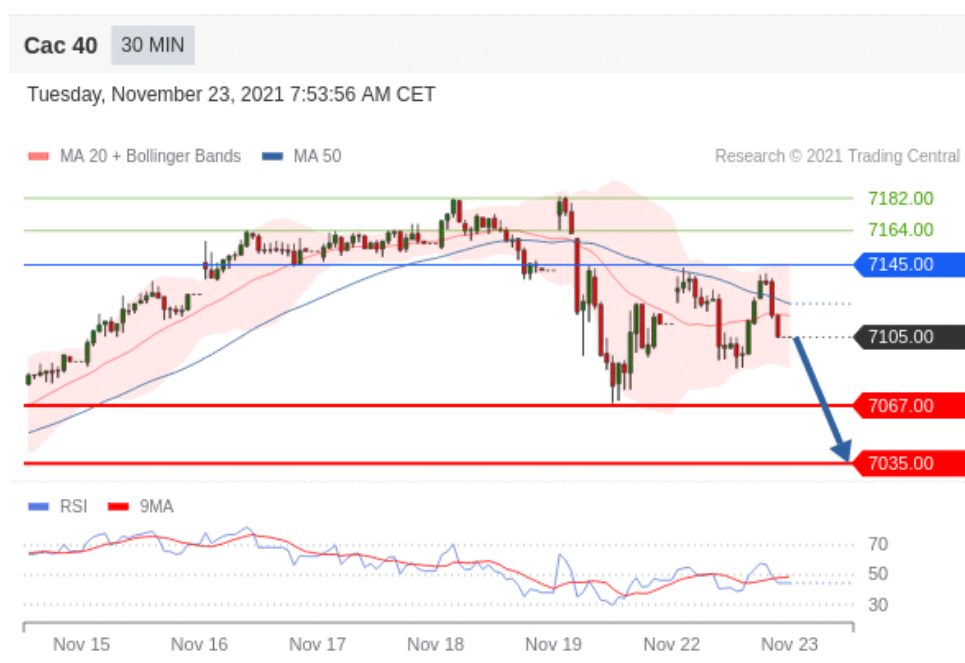 Cac 40 30 MIN
Tuesday, November 23, 2021 7:53:56 AM CET
MA 20 + Bollinger Bands MA 50 Research © 2021 Trading Central
7182.00
7164.00
7145.00
7105.00
7067.00
7035.00
RSI 9MA
70
50
30
Nov 15 Nov 16 Nov 17 Nov 18 Nov 19 Nov 22 Nov 23